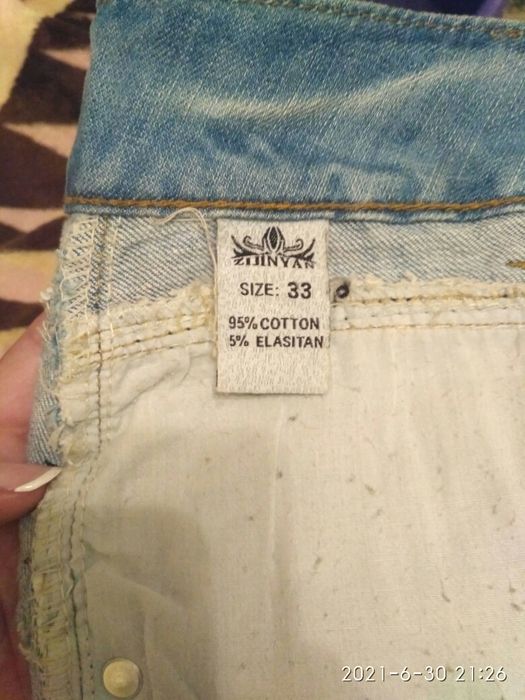 ZIJINYAN
SIZE: 33
95% COTTON
5% ELASITAN
2021-6-30 21:26